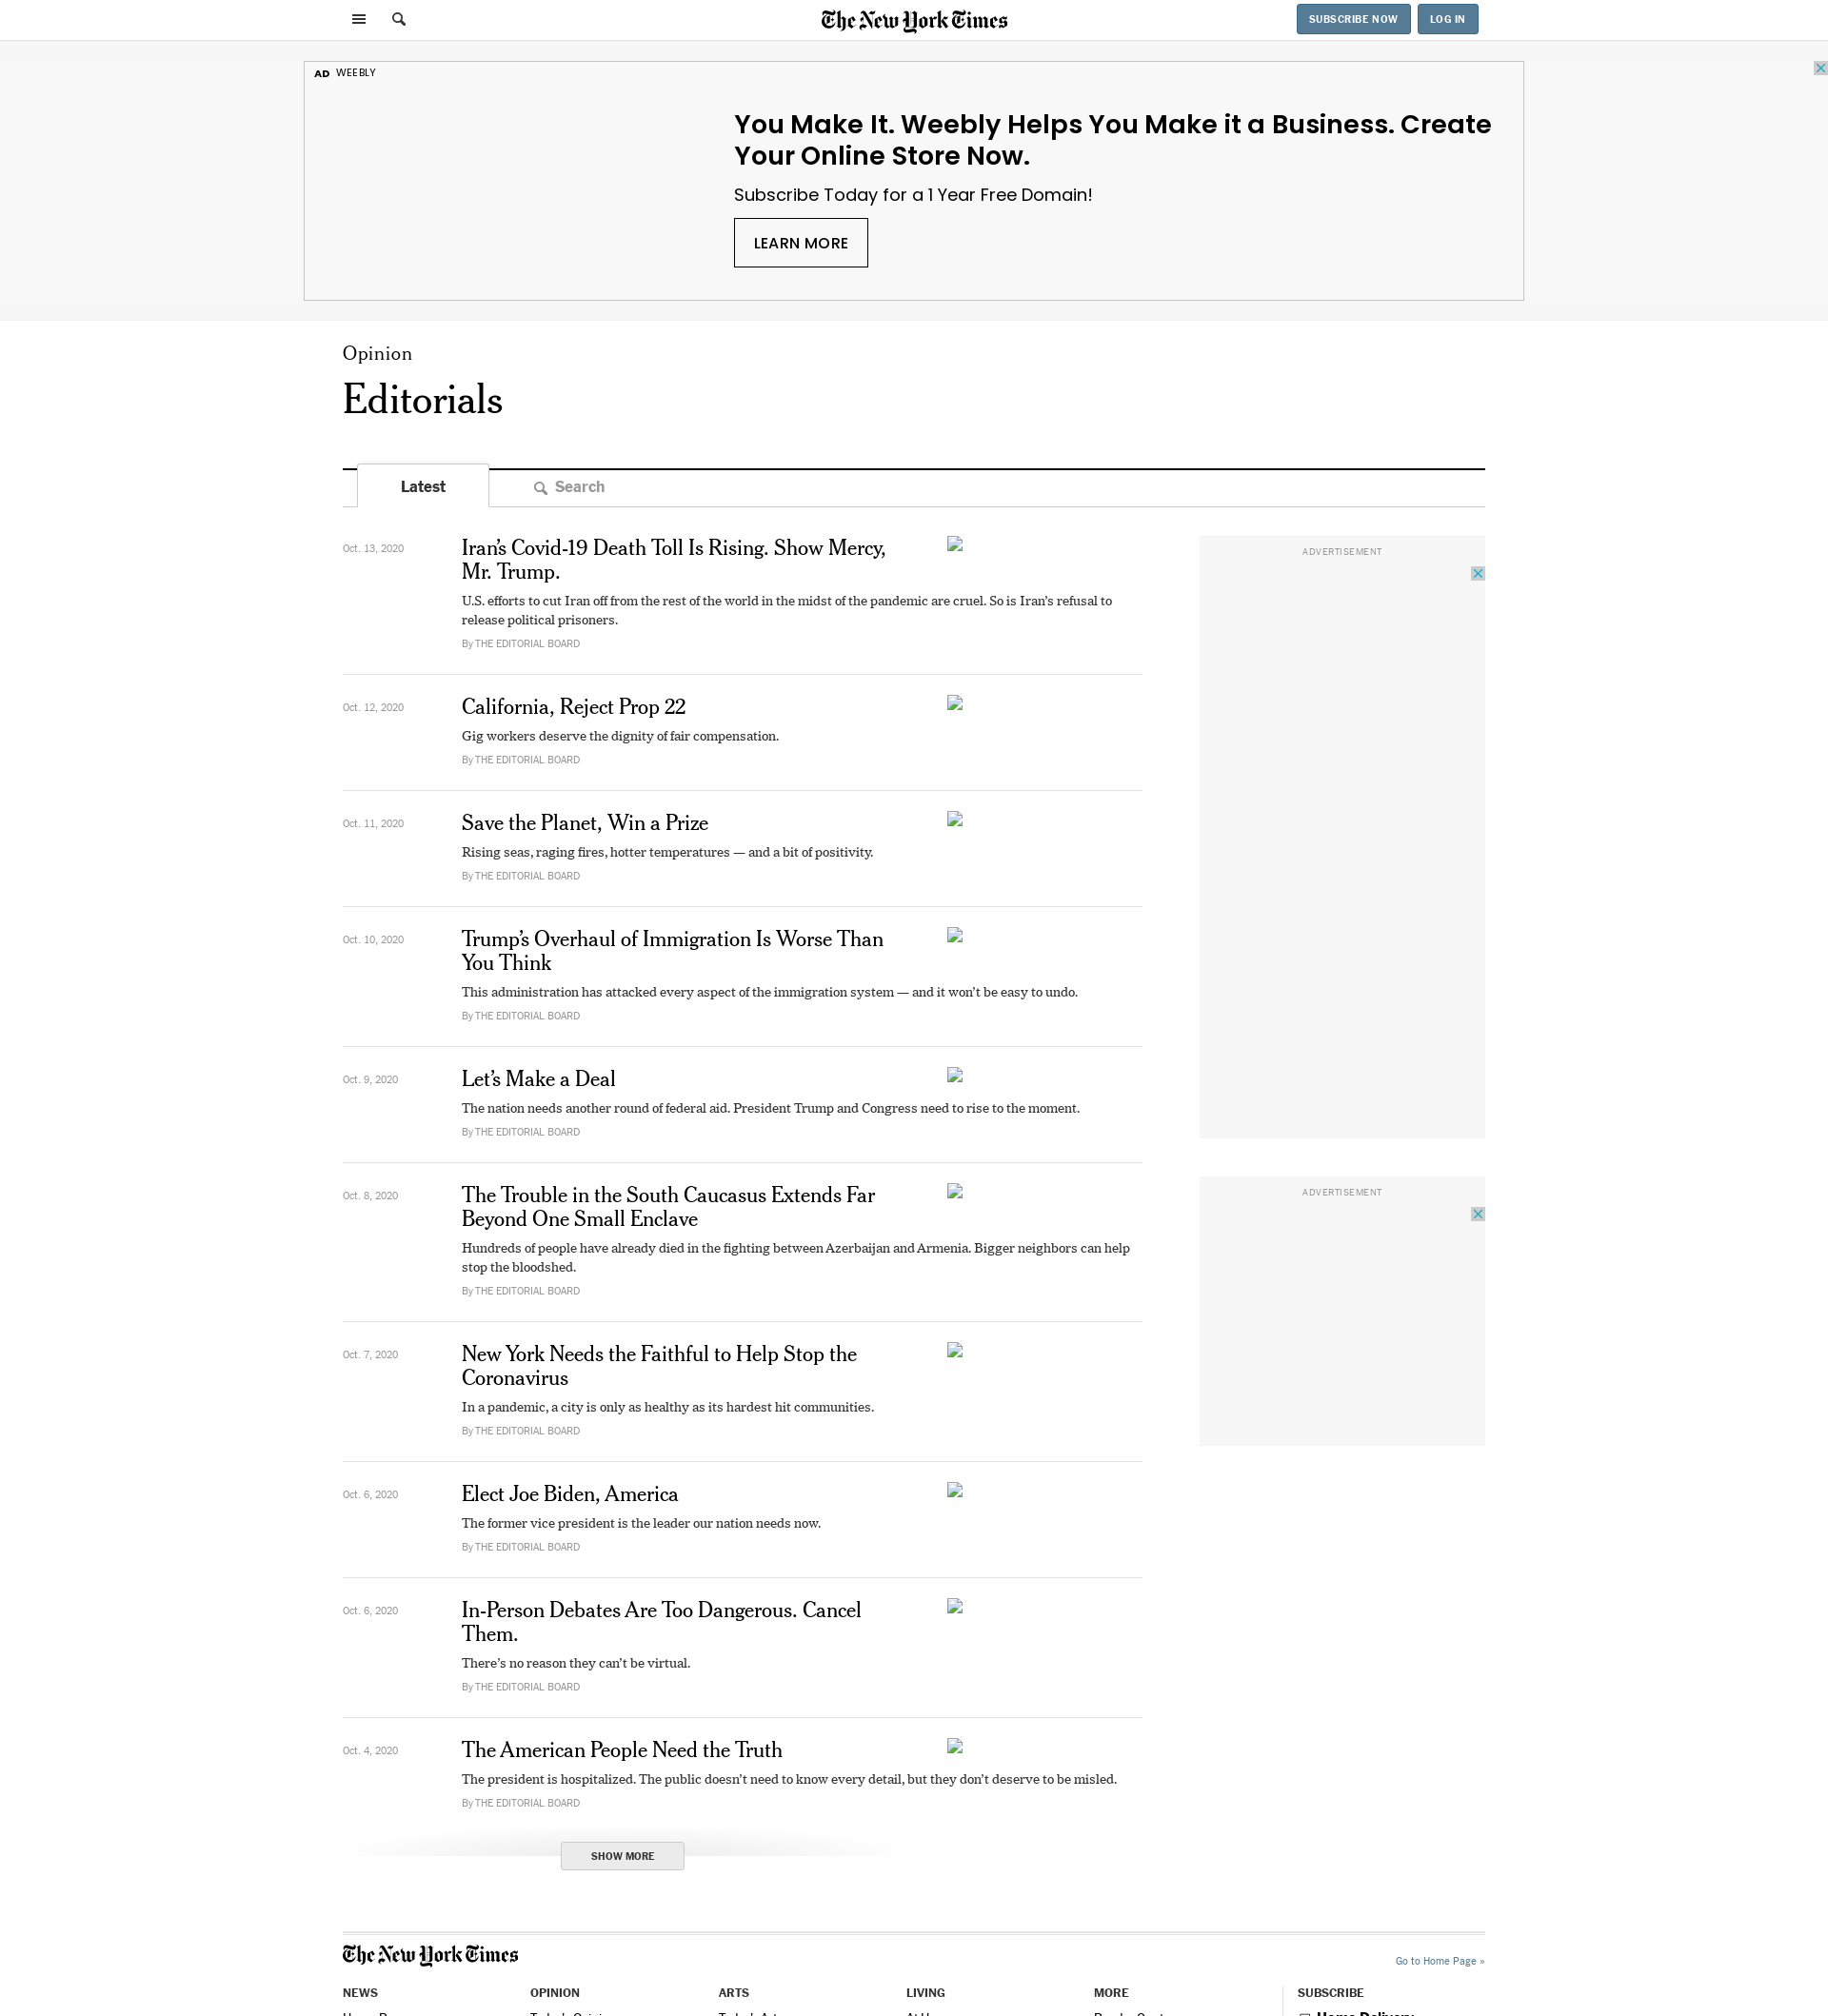 The New York Times
SUBSCRIBE NOW
LOG IN
AD WEEBLY
You Make It. Weebly Helps You Make it a Business. Create
Your Online Store Now.
Subscribe Today for a 1 Year Free Domain!
LEARN MORE
Opinion
Editorials
Latest
Search
Oct. 13, 2020
Iran’s Covid-19 Death Toll Is Rising. Show Mercy,
Mr. Trump.
U.S. efforts to cut Iran off from the rest of the world in the midst of the pandemic are cruel. So is Iran’s refusal to
release political prisoners.
By THE EDITORIAL BOARD
ADVERTISEMENT
Oct. 12, 2020
California, Reject Prop 22
Gig workers deserve the dignity of fair compensation.
By THE EDITORIAL BOARD
Oct. 11, 2020
Save the Planet, Win a Prize
Rising seas, raging fires, hotter temperatures — and a bit of positivity.
By THE EDITORIAL BOARD
Oct. 10, 2020
Trump’s Overhaul of Immigration Is Worse Than
You Think
This administration has attacked every aspect of the immigration system — and it won’t be easy to undo.
By THE EDITORIAL BOARD
Oct. 9, 2020
Let’s Make a Deal
The nation needs another round of federal aid. President Trump and Congress need to rise to the moment.
By THE EDITORIAL BOARD
ADVERTISEMENT
Oct. 8, 2020
The Trouble in the South Caucasus Extends Far
Beyond One Small Enclave
Hundreds of people have already died in the fighting between Azerbaijan and Armenia. Bigger neighbors can help
stop the bloodshed.
By THE EDITORIAL BOARD
Oct. 7, 2020
New York Needs the Faithful to Help Stop the
Coronavirus
In a pandemic, a city is only as healthy as its hardest hit communities.
By THE EDITORIAL BOARD
Oct. 6, 2020
Elect Joe Biden, America
The former vice president is the leader our nation needs now.
By THE EDITORIAL BOARD
Oct. 6, 2020
In-Person Debates Are Too Dangerous. Cancel
Them.
There’s no reason they can’t be virtual.
By THE EDITORIAL BOARD
Oct. 4, 2020
The American People Need the Truth
The president is hospitalized. The public doesn’t need to know every detail, but they don’t deserve to be misled.
By THE EDITORIAL BOARD
SHOW MORE
The New York Times
Go to Home Page »
NEWS
OPINION
ARTS
LIVING
MORE
SUBSCRIBE
Home Delivery